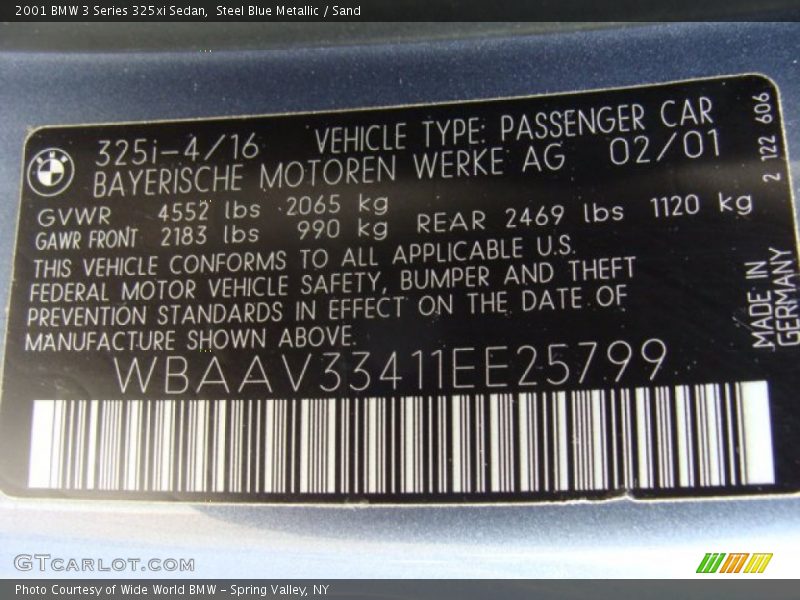 2001 BMW 3 Series 325xi Sedan,  Steel Blue Metallic / Sand
325i-4/16 VEHICLE TYPE: PASSENGER CAR
BAYERISCHE MOTOREN WERKE AG 02/01
GVWR 4552 lbs 2065 kg
GAWR FRONT 2183 lbs 990 kg REAR 2469 lbs 1120 kg
THIS VEHICLE CONFORMS TO ALL APPLICABLE U.S.
FEDERAL MOTOR VEHICLE SAFETY, BUMPER AND THEFT
PREVENTION STANDARDS IN EFFECT ON THE DATE OF
MANUFACTURE SHOWN ABOVE.
WBAAV33411EE25799
2 122 606
MADE IN
GERMANY
GTCARLOT.COM
Photo Courtesy of Wide World BMW – Spring Valley, NY